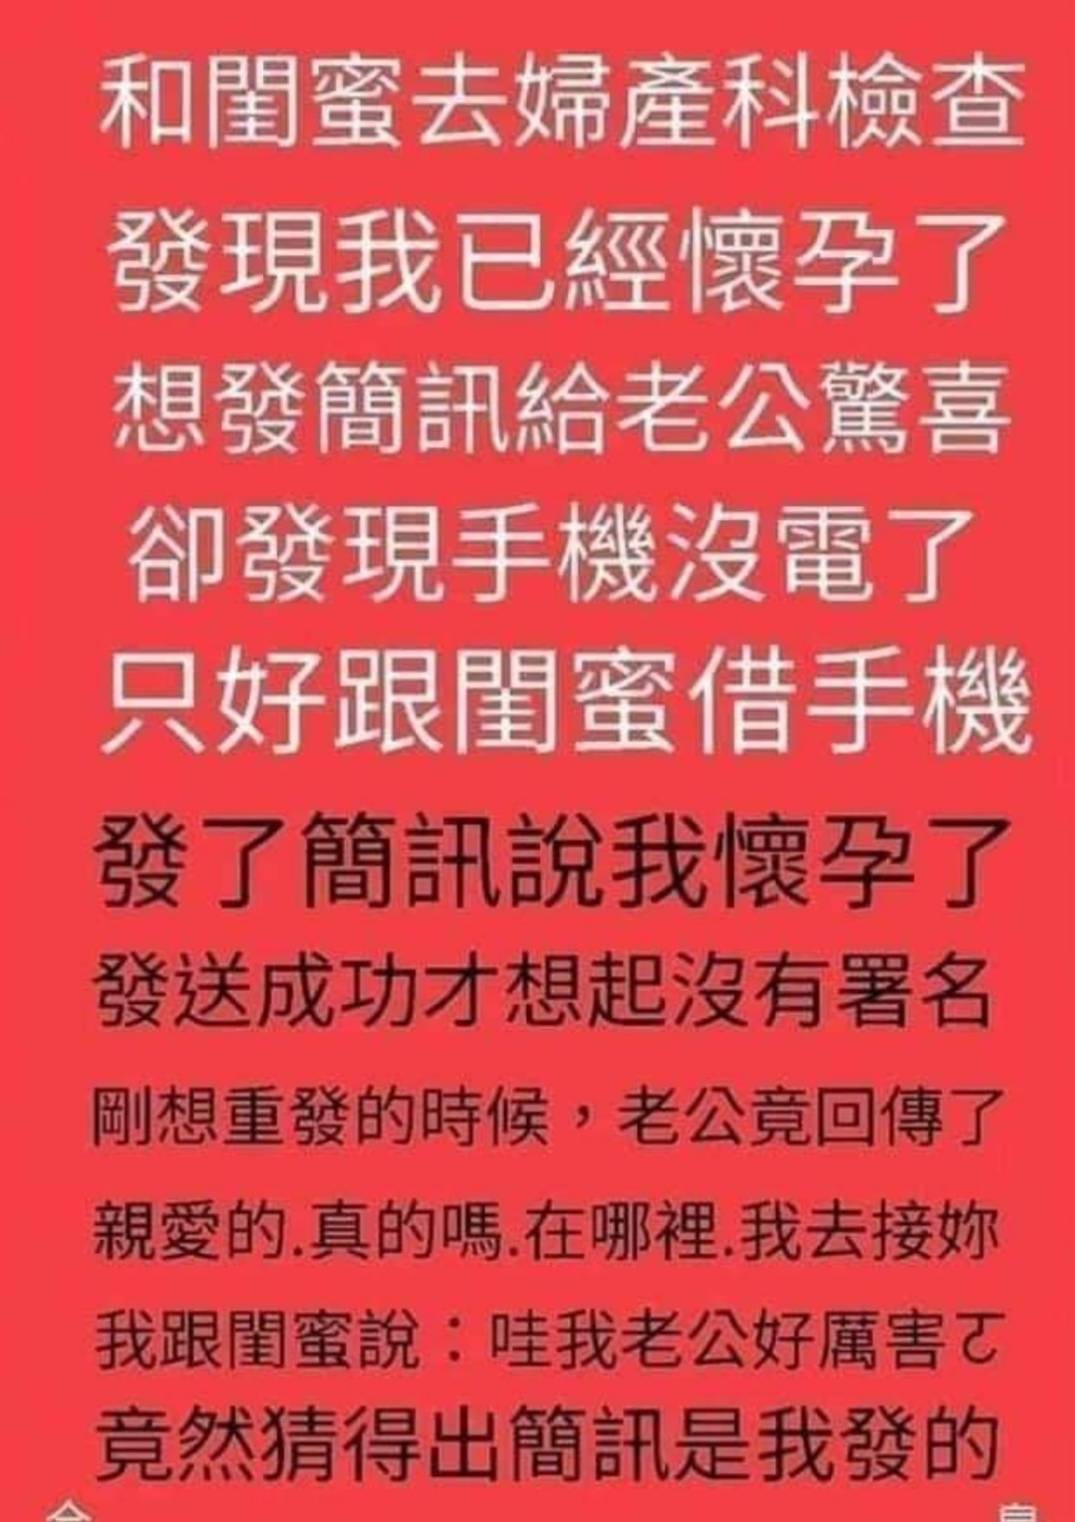 和閨蜜去婦產科檢查
發現我已經懷孕了
想發簡訊給老公驚喜
卻發現手機沒電了
只好跟閨蜜借手機
發了簡訊說我懷孕了
發送成功才想起沒有署名
剛想重發的時候，老公竟回傳了
親愛的.真的嗎.在哪裡.我去接妳
我跟閨蜜說：哇我老公好厲害ㄛ
竟然猜得出簡訊是我發的